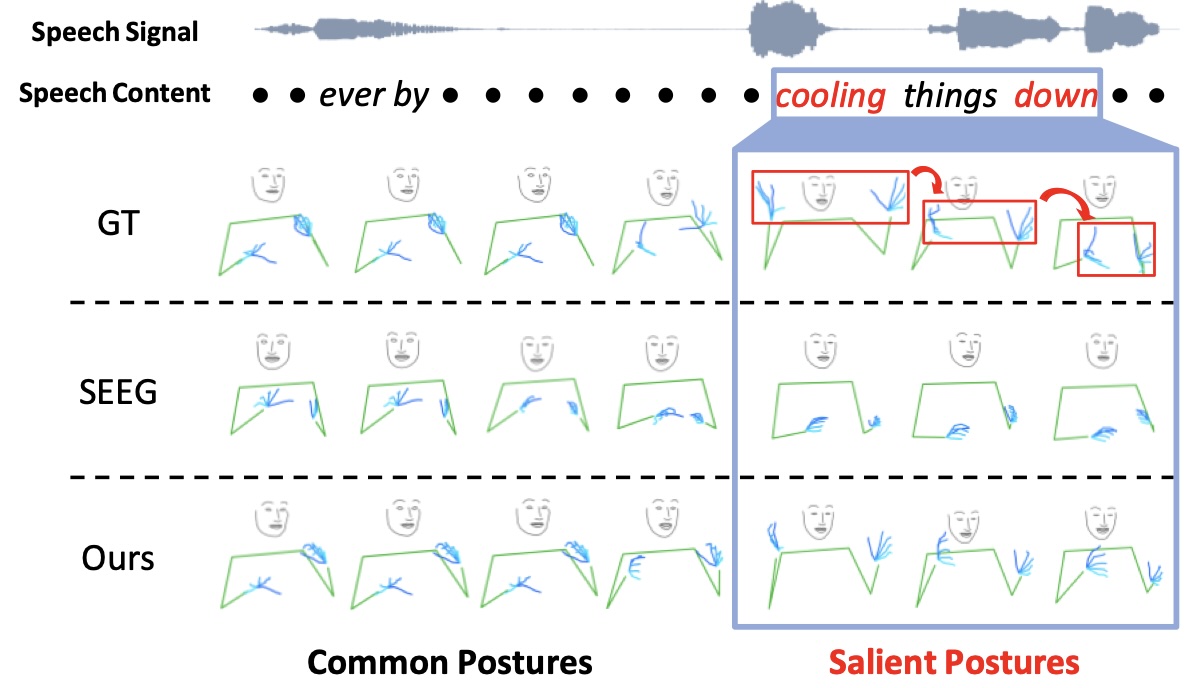 Speech Signal
Speech Content ● ● ever by ● ● ● ● ● ● ● ● cooling things down ● ●
GT
SEEG
Ours
Common Postures Salient Postures